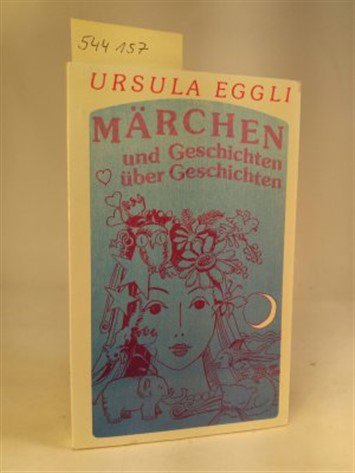 544 157
URSULA EGGLI
MÄRCHEN
und Geschichten
über Geschichten